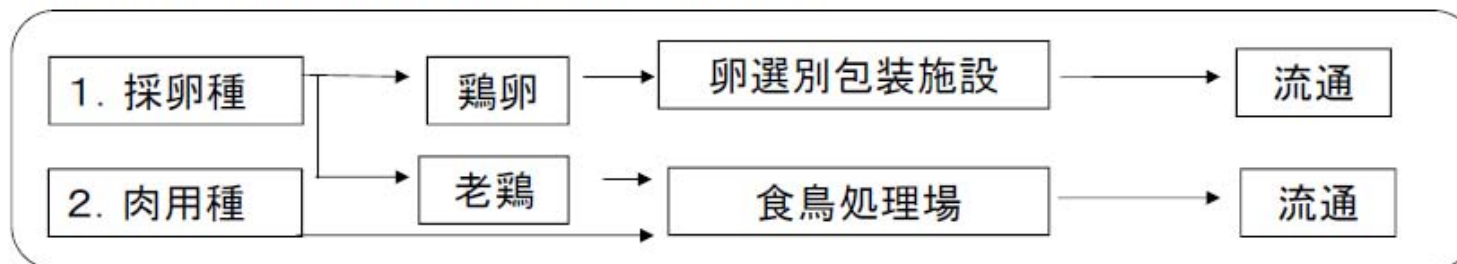 1. 採卵種
鶏卵
卵選別包装施設
流通
老鶏
2. 肉用種
食鳥処理場
流通